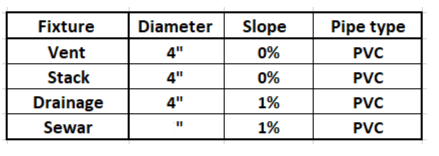 Fixture Diameter Slope Pipe type
Vent 4" 0% PVC
Stack 4" 0% PVC
Drainage 4" 1% PVC
Sewar " 1% PVC